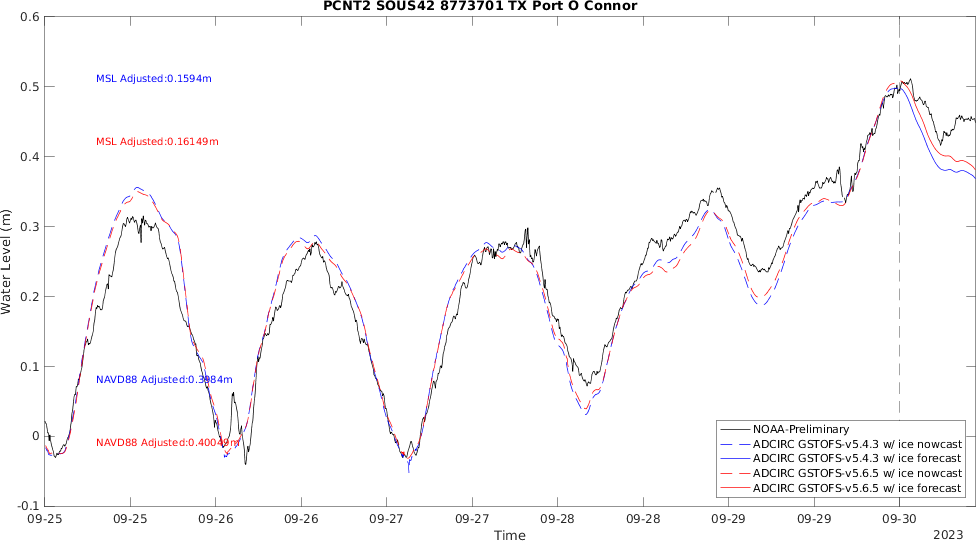 PCNT2 SOUS42 8773701 TX Port O Connor
0.6
0.5
0.4
0.3
0.2
0.1
0
-0.1
Water Level (m)
MSL Adjusted:0.1594m
MSL Adjusted:0.16149m
NAVD88 Adjusted:0.3984m
NAVD88 Adjusted:0.40049m
NOAA-Preliminary
ADCIRC GSTOFS-v5.4.3 w/ ice nowcast
ADCIRC GSTOFS-v5.4.3 w/ ice forecast
ADCIRC GSTOFS-v5.6.5 w/ ice nowcast
ADCIRC GSTOFS-v5.6.5 w/ ice forecast
09-25 09-25 09-26 09-26 09-27 09-27 09-28 09-28 09-29 09-29 09-30
Time
2023